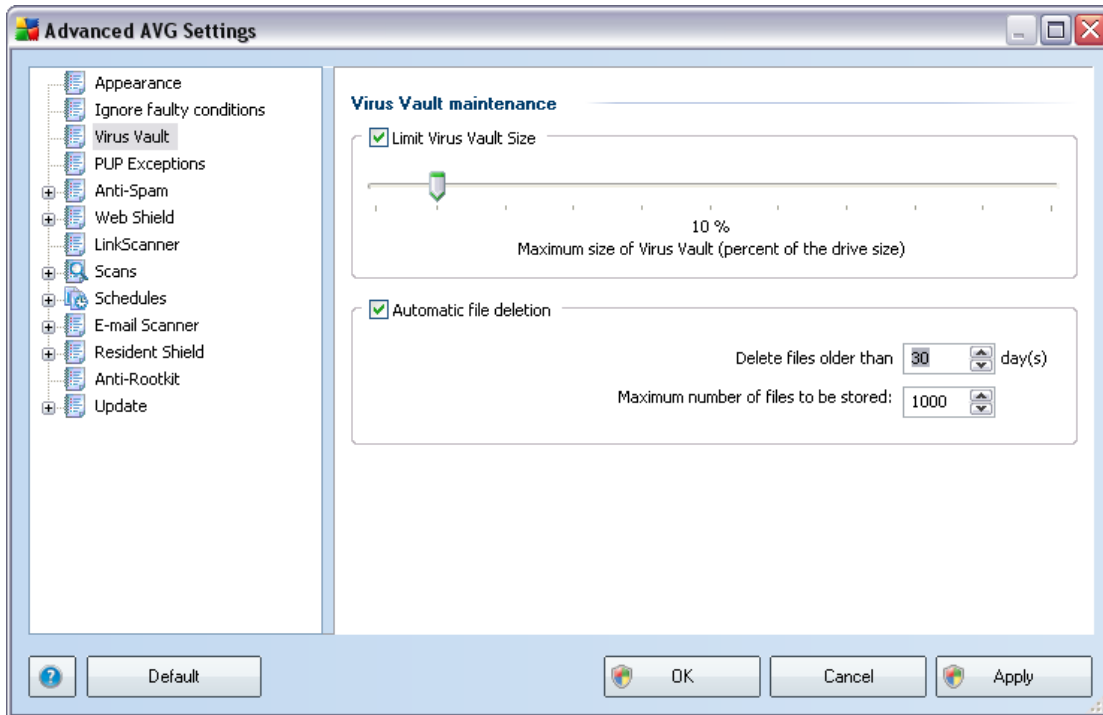 Advanced AVG Settings
Appearance
Ignore faulty conditions
Virus Vault
PUP Exceptions
Anti-Spam
Web Shield
LinkScanner
Scans
Schedules
E-mail Scanner
Resident Shield
Anti-Rootkit
Update
Virus Vault maintenance
Limit Virus Vault Size
10 %
Maximum size of Virus Vault (percent of the drive size)
Automatic file deletion
Delete files older than 30 day(s)
Maximum number of files to be stored: 1000
? Default OK Cancel Apply